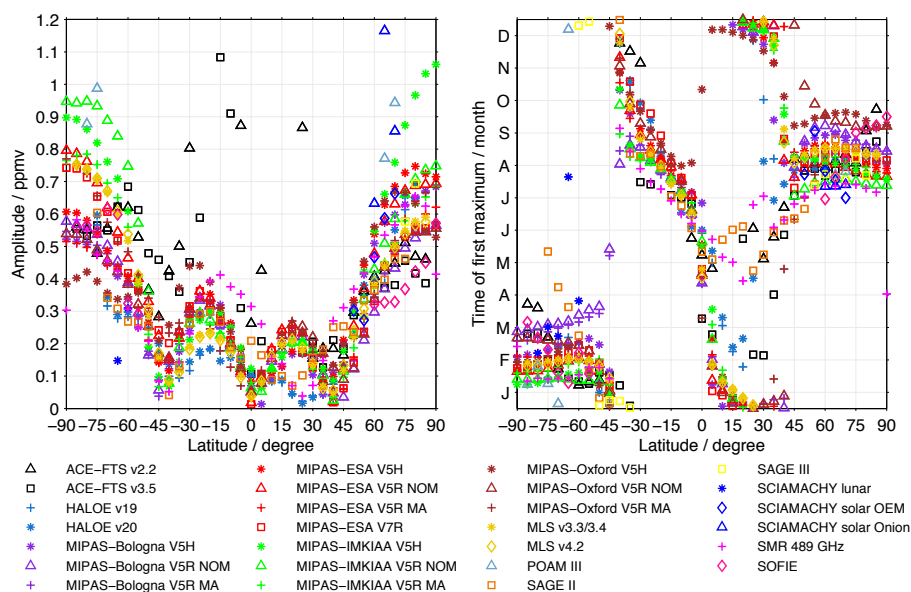 1.2
1.1
1
0.9
0.8
0.7
0.6
0.5
0.4
0.3
0.2
0.1
0
Amplitude / ppmv
−90 −75 −60 −45 −30 −15 0 15 30 45 60 75 90
Latitude / degree
D
N
O
S
A
J
J
M
A
M
F
J
Time of first maximum / month
−90 −75 −60 −45 −30 −15 0 15 30 45 60 75 90
Latitude / degree
ACE−FTS v2.2
ACE−FTS v3.5
HALOE v19
HALOE v20
MIPAS−Bologna V5H
MIPAS−Bologna V5R NOM
MIPAS−Bologna V5R MA
MIPAS−ESA V5H
MIPAS−ESA V5R NOM
MIPAS−ESA V5R MA
MIPAS−ESA V7R
MIPAS−IMKIAA V5H
MIPAS−IMKIAA V5R NOM
MIPAS−IMKIAA V5R MA
MIPAS−Oxford V5H
MIPAS−Oxford V5R NOM
MIPAS−Oxford V5R MA
MLS v3.3/3.4
MLS v4.2
POAM III
SAGE II
SAGE III
SCIAMACHY lunar
SCIAMACHY solar OEM
SCIAMACHY solar Onion
SMR 489 GHz
SOFIE